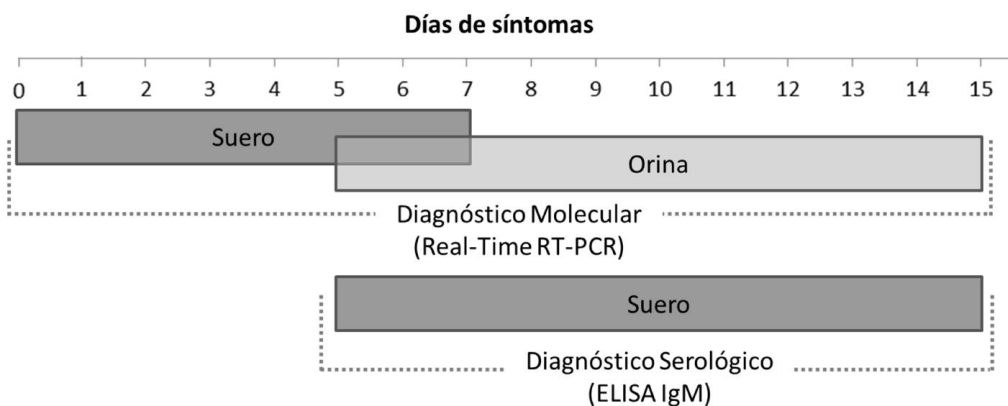 Días de síntomas
0 1 2 3 4 5 6 7 8 9 10 11 12 13 14 15
Suero
Orina
Diagnóstico Molecular
(Real-Time RT-PCR)
Suero
Diagnóstico Serológico
(ELISA IgM)